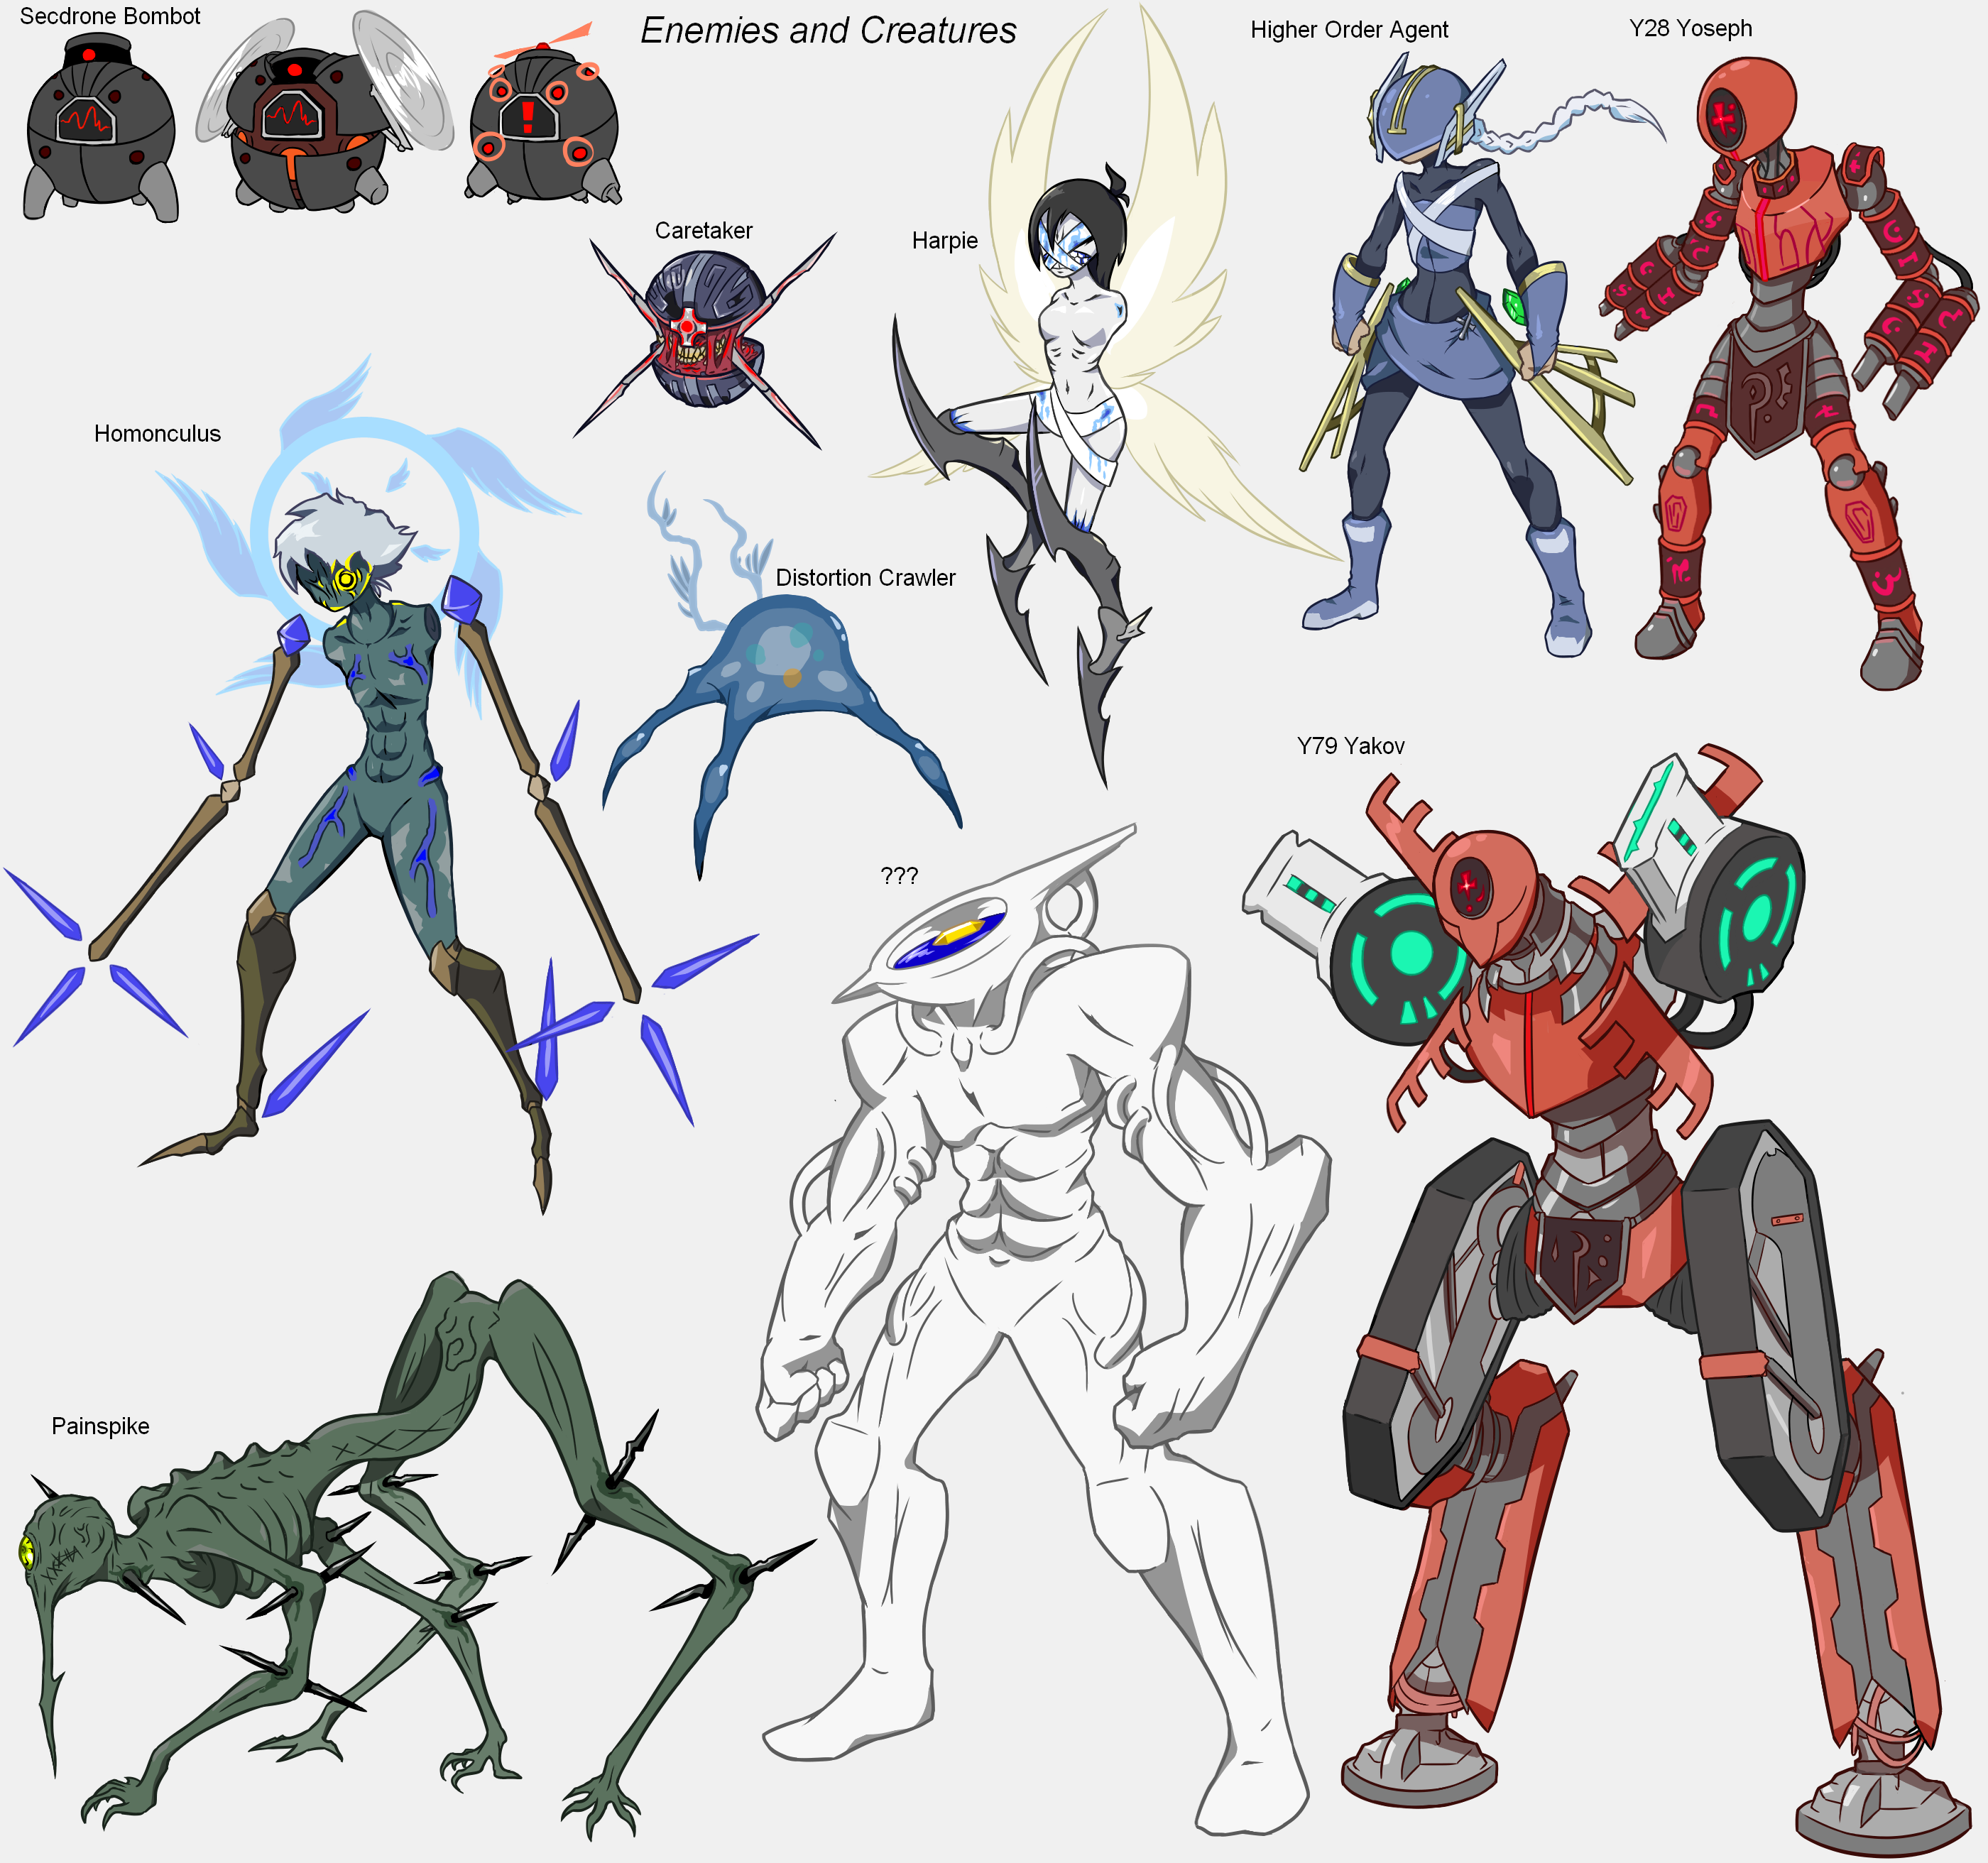 Secdrone Bombot
Enemies and Creatures
Higher Order Agent
Y28 Yoseph
Caretaker
Harpie
Homonculus
Distortion Crawler
Y79 Yakov
???
Painspike
!